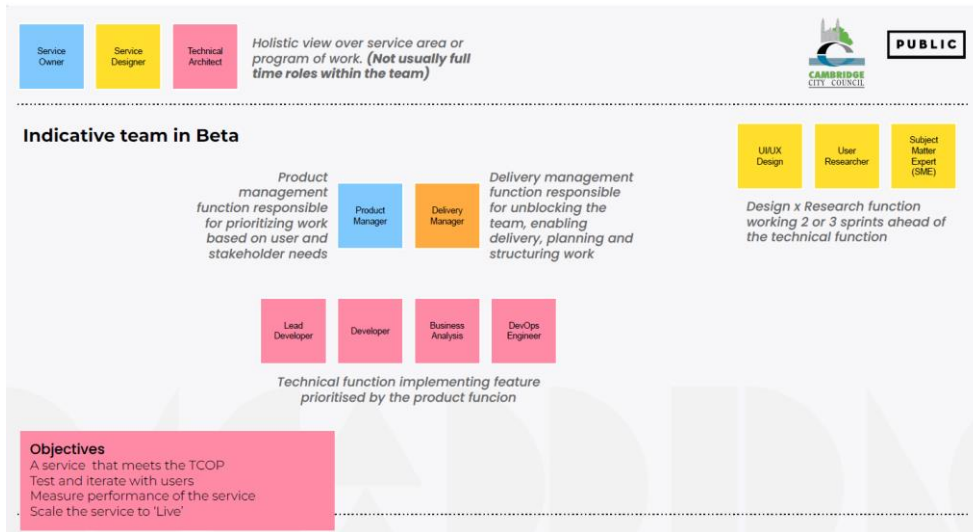 Service
Owner
Service
Designer
Technical
Architect
Holistic view over service area or
program of work. (Not usually full
time roles within the team)
CAMBRIDGE
CITY COUNCIL
PUBLIC
Indicative team in Beta
Product
management
function responsible
for prioritizing work
based on user and
stakeholder needs
Product
Manager
Delivery
Manager
Delivery management
function responsible
for unblocking the
team, enabling
delivery, planning and
structuring work
UI/UX
Design
User
Researcher
Subject
Matter
Expert
(SME)
Design x Research function
working 2 or 3 sprints ahead of
the technical function
Lead
Developer
Developer
Business
Analysis
DevOps
Engineer
Technical function implementing feature
prioritised by the product funcion
Objectives
A service that meets the TCOP
Test and iterate with users
Measure performance of the service
Scale the service to ‘Live’